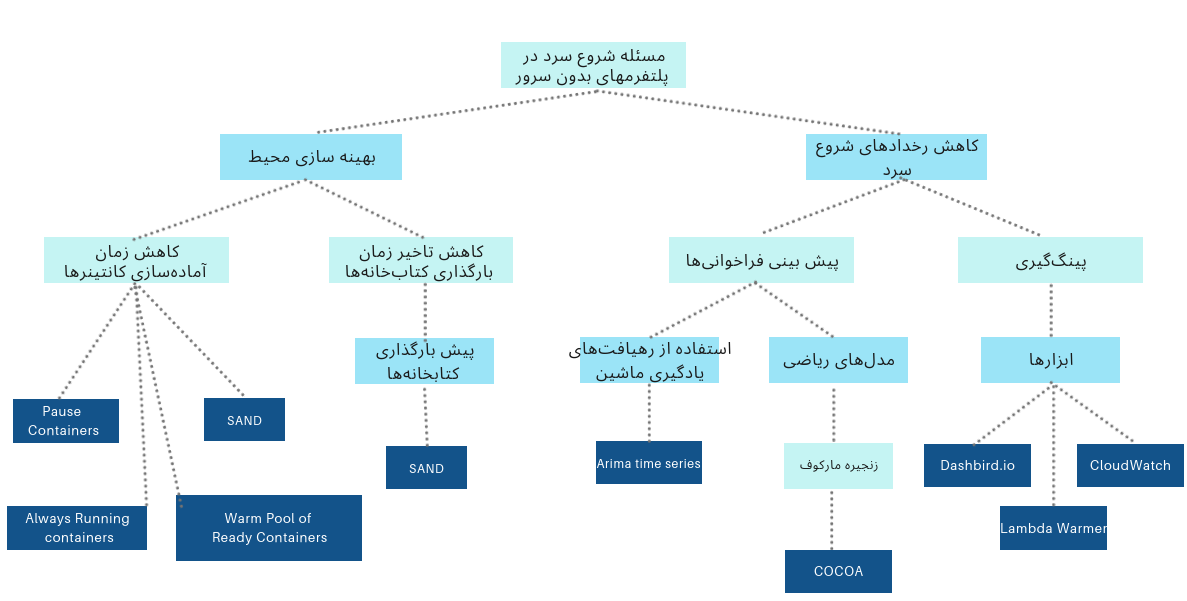 مسئله شروع سرد در
پلتفرمهای بدون سرور
کاهش رخدادهای شروع
سرد
بهینه سازی محیط
پینگ‌گیری
پیش بینی فراخوانی‌ها
کاهش تاخیر زمان
بارگذاری کتاب‌خانه‌ها
کاهش زمان
آماده‌سازی کانتینرها
ابزارها
مدل‌های ریاضی
استفاده از رهیافت‌های
یادگیری ماشین
پیش بارگذاری
کتابخانه‌ها
Pause
Containers
SAND
SAND
Arima time series
زنجیره مارکوف
Dashbird.io
CloudWatch
Always Running
containers
Warm Pool of
Ready Containers
Lambda Warmer
COCOA